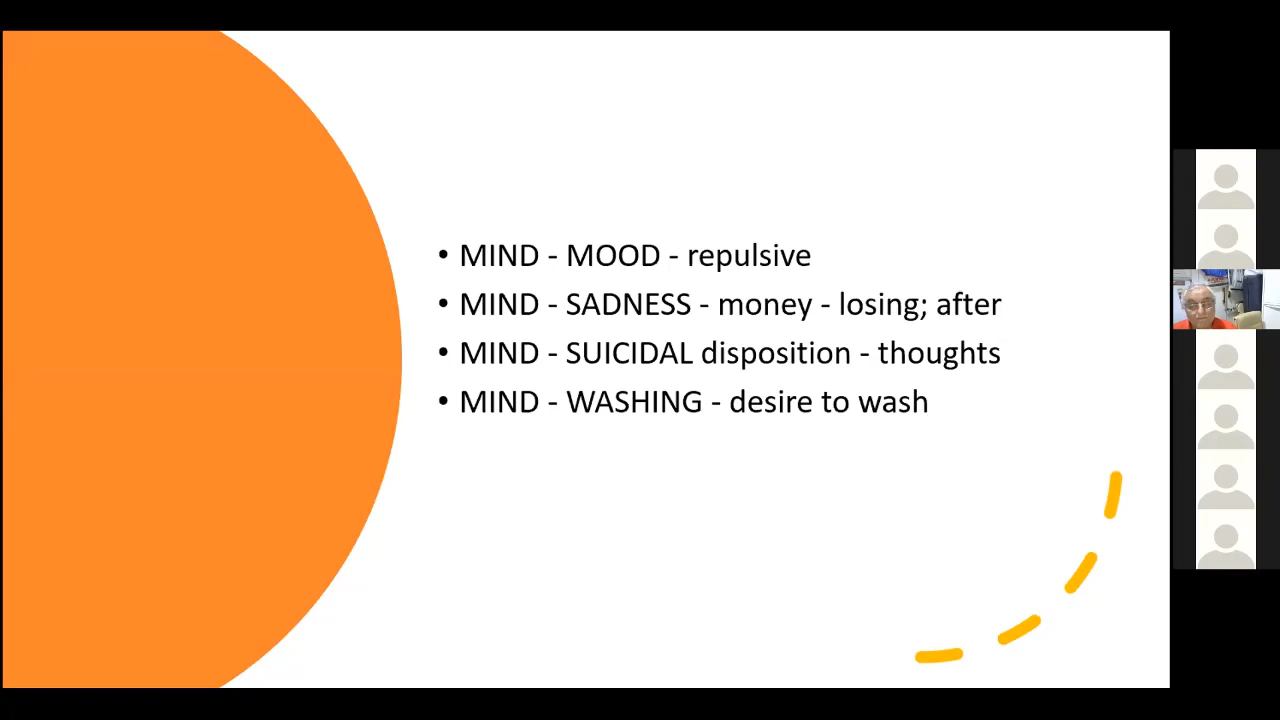 • MIND - MOOD - repulsive
• MIND - SADNESS - money - losing; after
• MIND - SUICIDAL disposition - thoughts
• MIND - WASHING - desire to wash